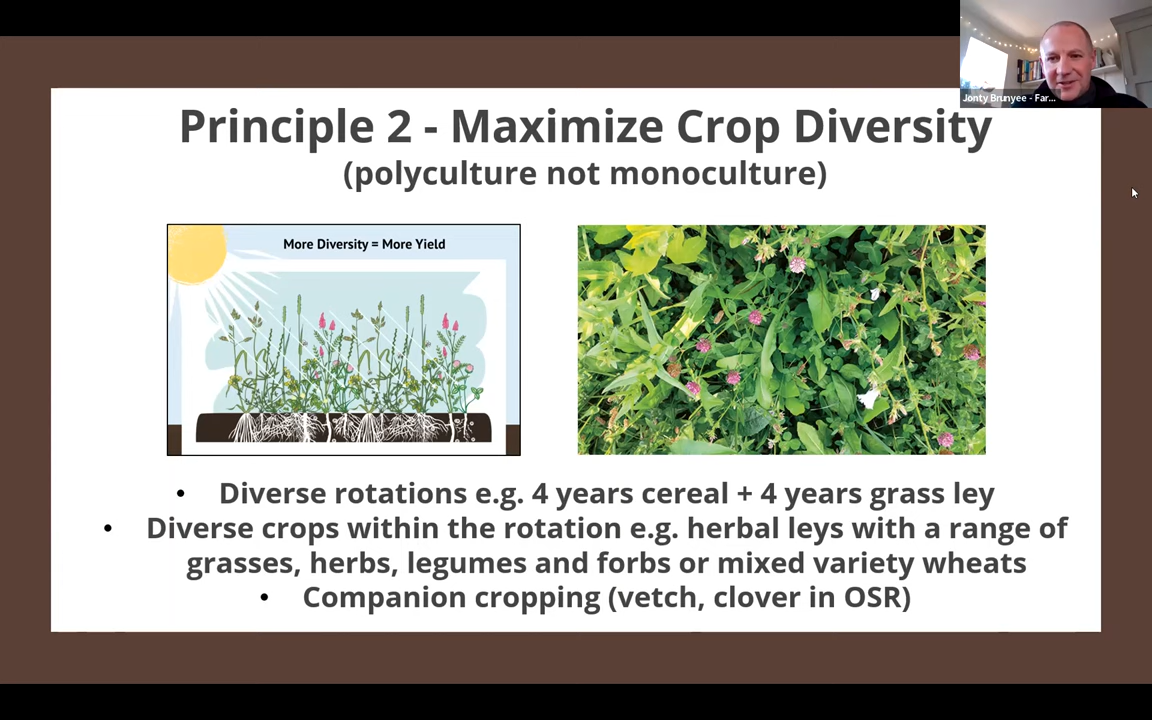 Principle 2 - Maximize Crop Diversity
(polyculture not monoculture)
More Diversity = More Yield
• Diverse rotations e.g. 4 years cereal + 4 years grass ley
• Diverse crops within the rotation e.g. herbal leys with a range of
grasses, herbs, legumes and forbs or mixed variety wheats
• Companion cropping (vetch, clover in OSR)
Jonty Brunyee - Far...